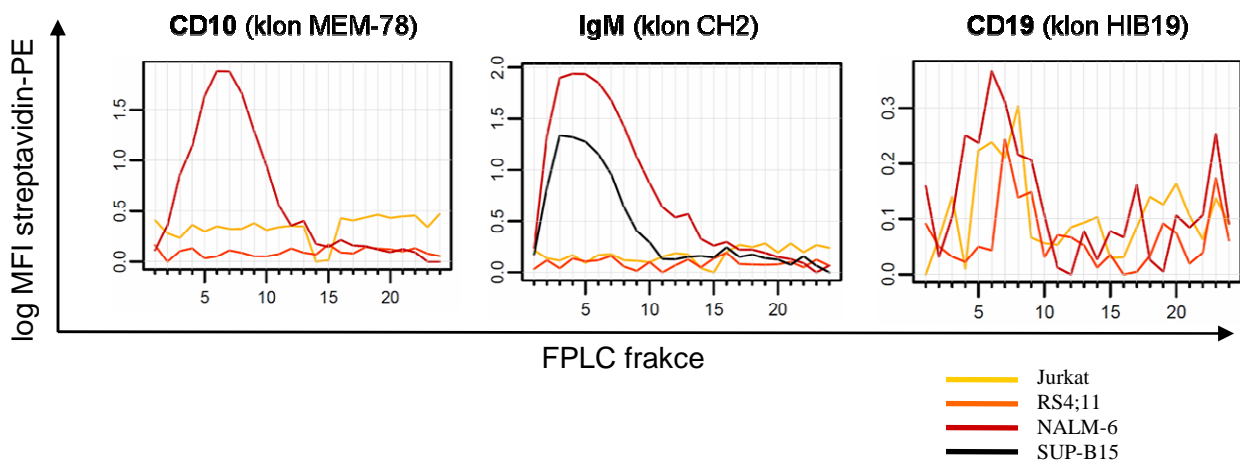 CD10 (klon MEM-78)
IgM (klon CH2)
CD19 (klon HIB19)
log MFI streptavidin-PE
0.0 0.5 1.0 1.5
5 10 15 20
0.0 0.5 1.0 1.5 2.0
5 10 15 20
0.0 0.1 0.2 0.3
5 10 15 20
FPLC frakce
Jurkat
RS4;11
NALM-6
SUP-B15